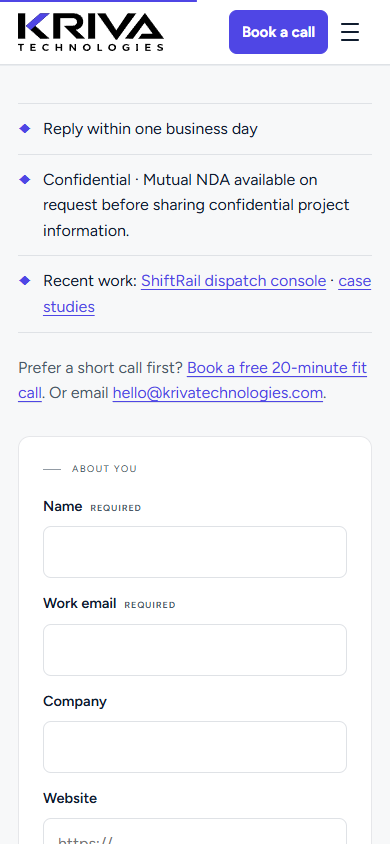 KRIVA
TECHNOLOGIES
Book a call
Reply within one business day
Confidential · Mutual NDA available on
request before sharing confidential project
information.
Recent work: ShiftRail dispatch console · case
studies
Prefer a short call first? Book a free 20-minute fit
call. Or email hello@krivatechnologies.com.
ABOUT YOU
Name REQUIRED
Work email REQUIRED
Company
Website
https://